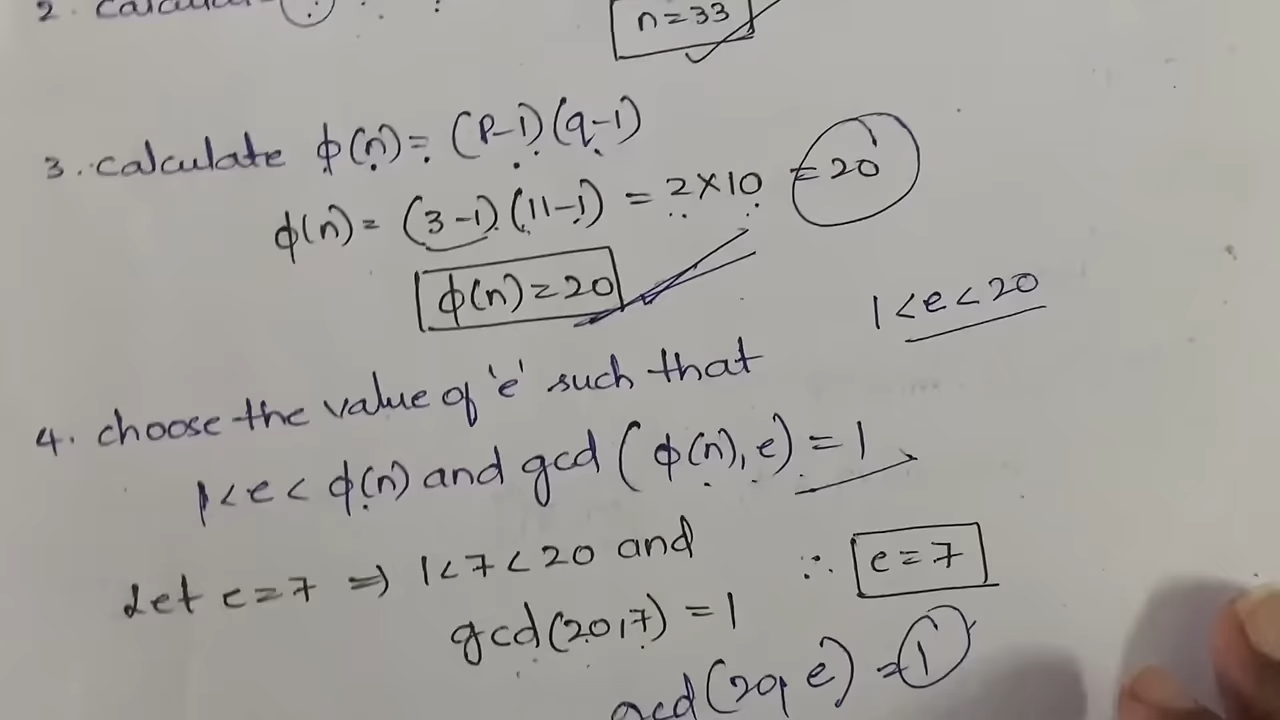 2. calculate
n=33
3. calculate ϕ(n)= (P-1)(q-1)
ϕ(n)= (3-1)(11-1) = 2×10 = 20
ϕ(n)=20
1<e<20
4. choose the value of 'e' such that
1<e<ϕ(n) and gcd (ϕ(n),e) = 1
Let e=7 ⇒ 1<7<20 and
gcd(20,7) = 1
∴ e=7
gcd(20, e) = 1